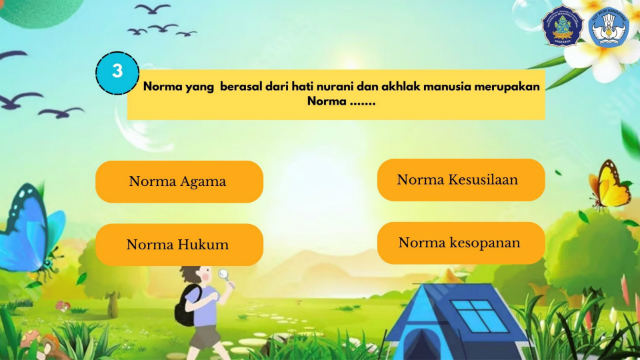 3
Norma yang berasal dari hati nurani dan akhlak manusia merupakan
Norma .......
Norma Agama
Norma Kesusilaan
Norma Hukum
Norma kesopanan